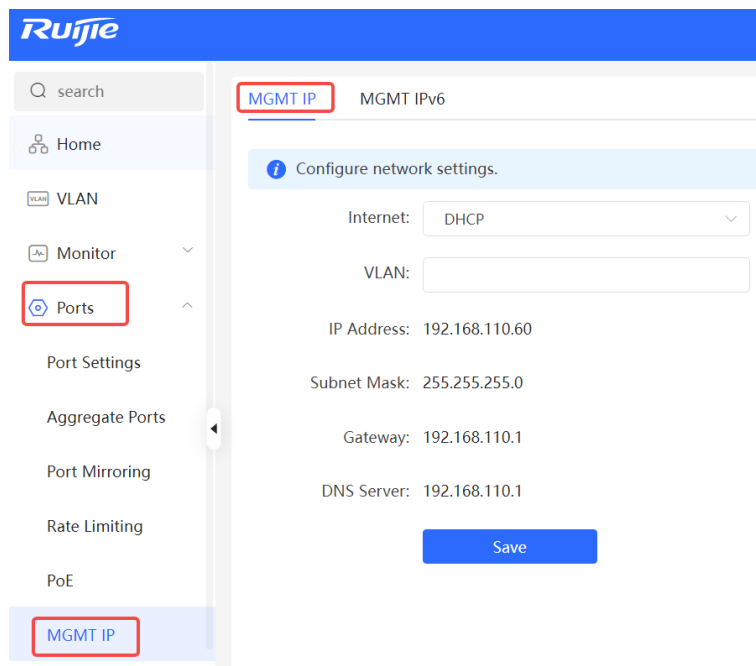 Ruijie
search
Home
VLAN VLAN
Monitor
Ports
Port Settings
Aggregate Ports
Port Mirroring
Rate Limiting
PoE
MGMT IP
MGMT IP MGMT IPv6
i Configure network settings.
Internet: DHCP
VLAN:
IP Address: 192.168.110.60
Subnet Mask: 255.255.255.0
Gateway: 192.168.110.1
DNS Server: 192.168.110.1
Save